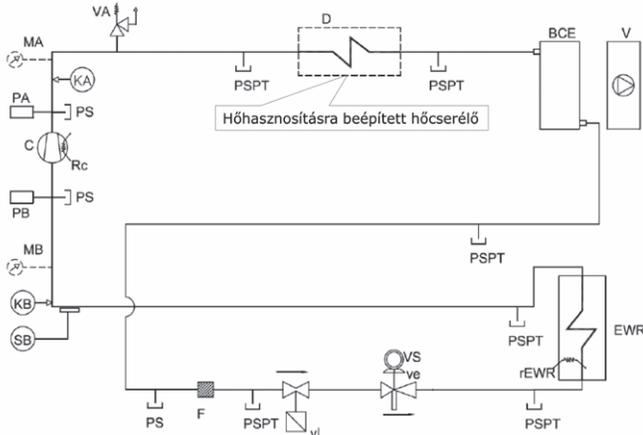 VA
D
BCE
V
MA
KA
PSPT
PSPT
PA
PS
Hőhasznosításra beépített hőcserélő
C
Rc
PB
PS
MB
PSPT
KB
SB
PSPT
EWR
VS
ve
rEWR
PS
F
PSPT
PSPT